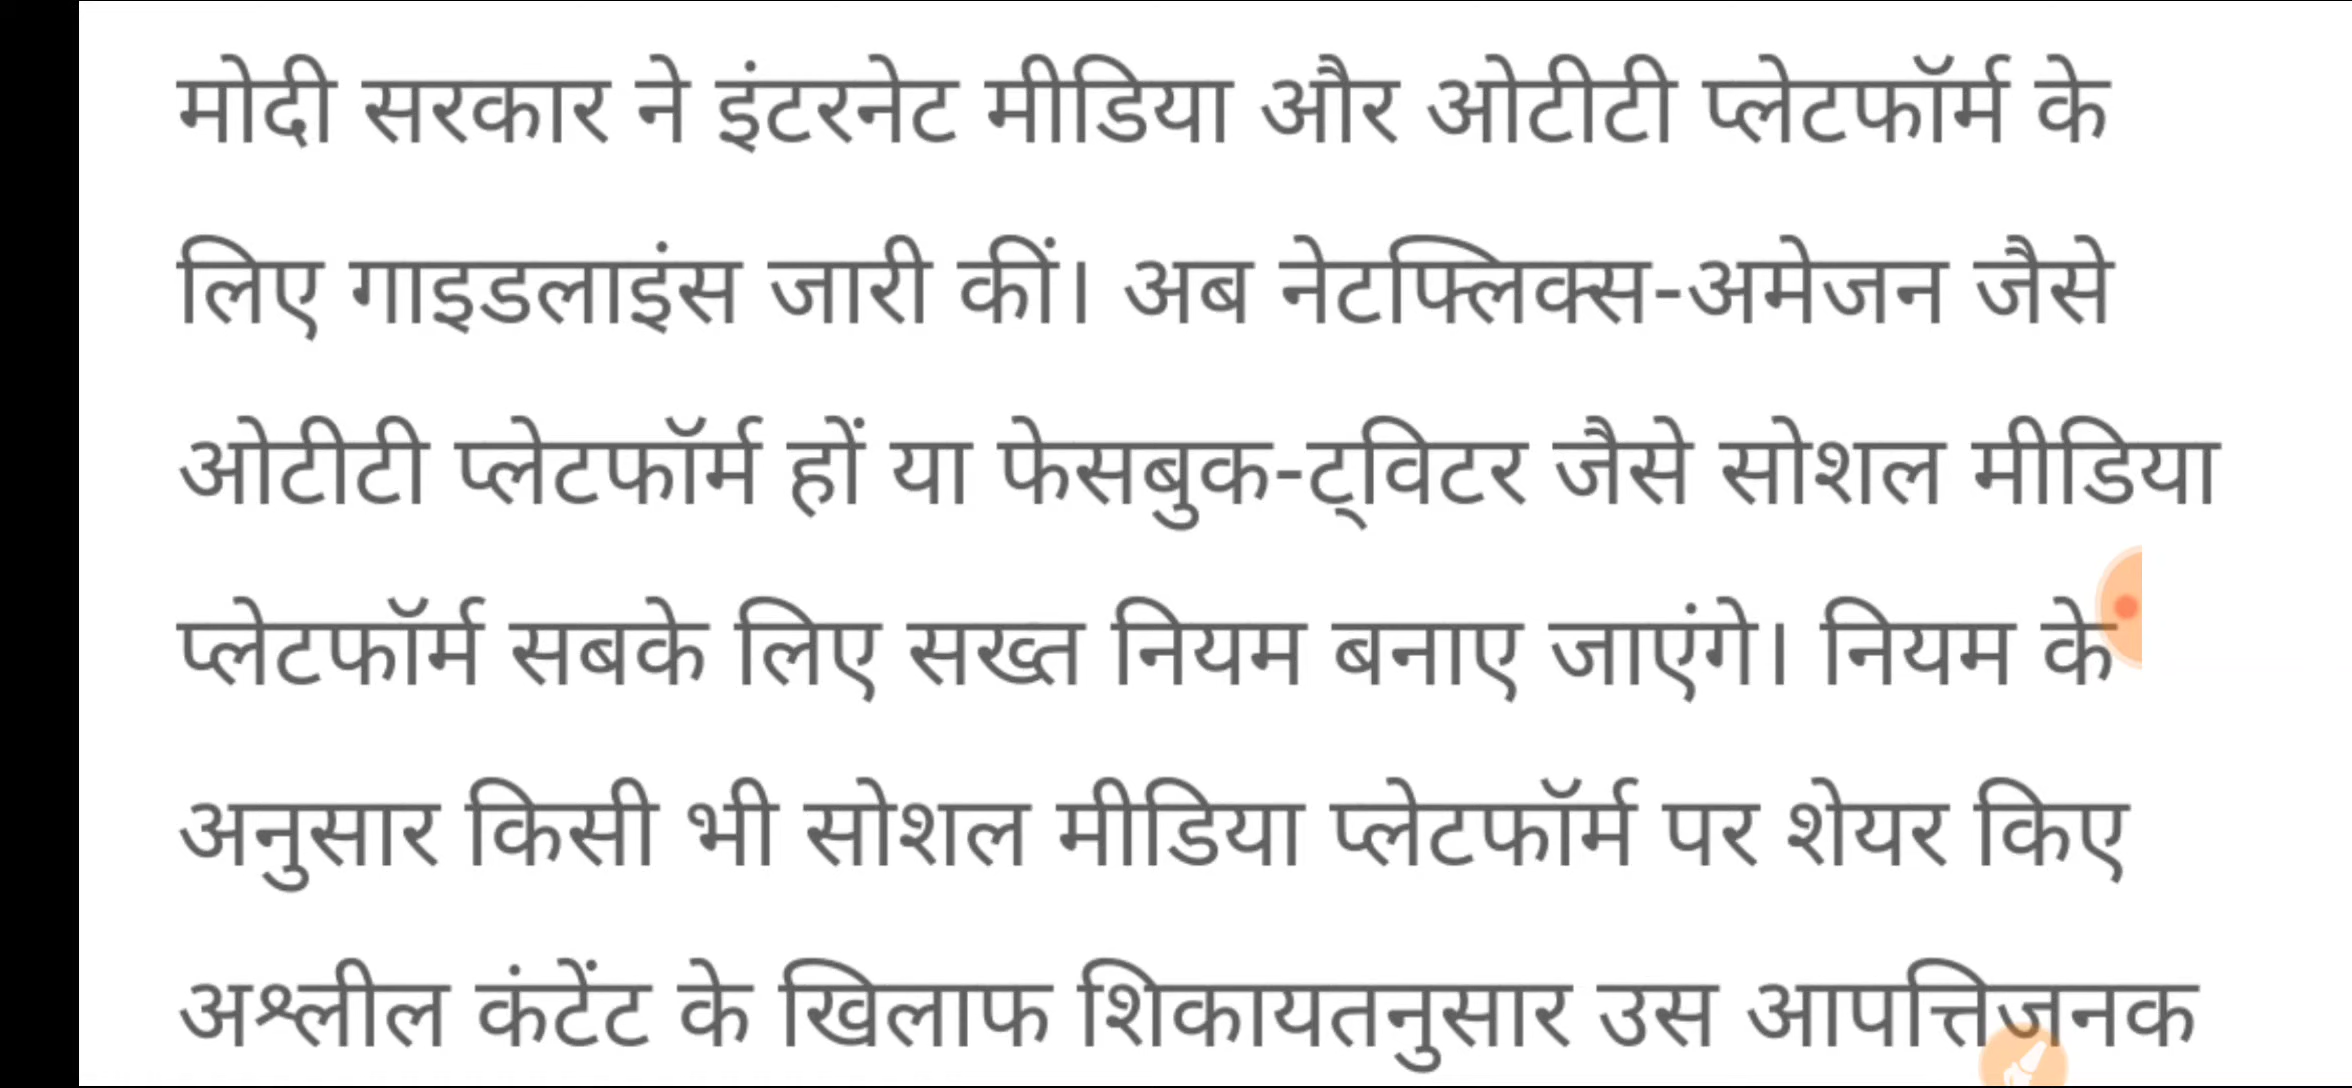 मोदी सरकार ने इंटरनेट मीडिया और ओटीटी प्लेटफॉर्म के
लिए गाइडलाइंस जारी कीं। अब नेटफ्लिक्स-अमेजन जैसे
ओटीटी प्लेटफॉर्म हों या फेसबुक-ट्विटर जैसे सोशल मीडिया
प्लेटफॉर्म सबके लिए सख्त नियम बनाए जाएंगे। नियम के
अनुसार किसी भी सोशल मीडिया प्लेटफॉर्म पर शेयर किए
अश्लील कंटेंट के खिलाफ शिकायतनुसार उस आपत्तिजनक